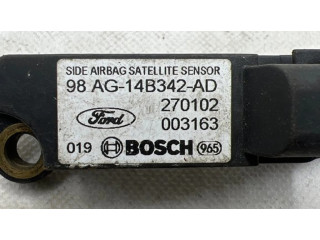 SIDE AIRBAG SATELLITE SENSOR
98 AG-14B342-AD
270102
Ford 003163
019 BOSCH 965